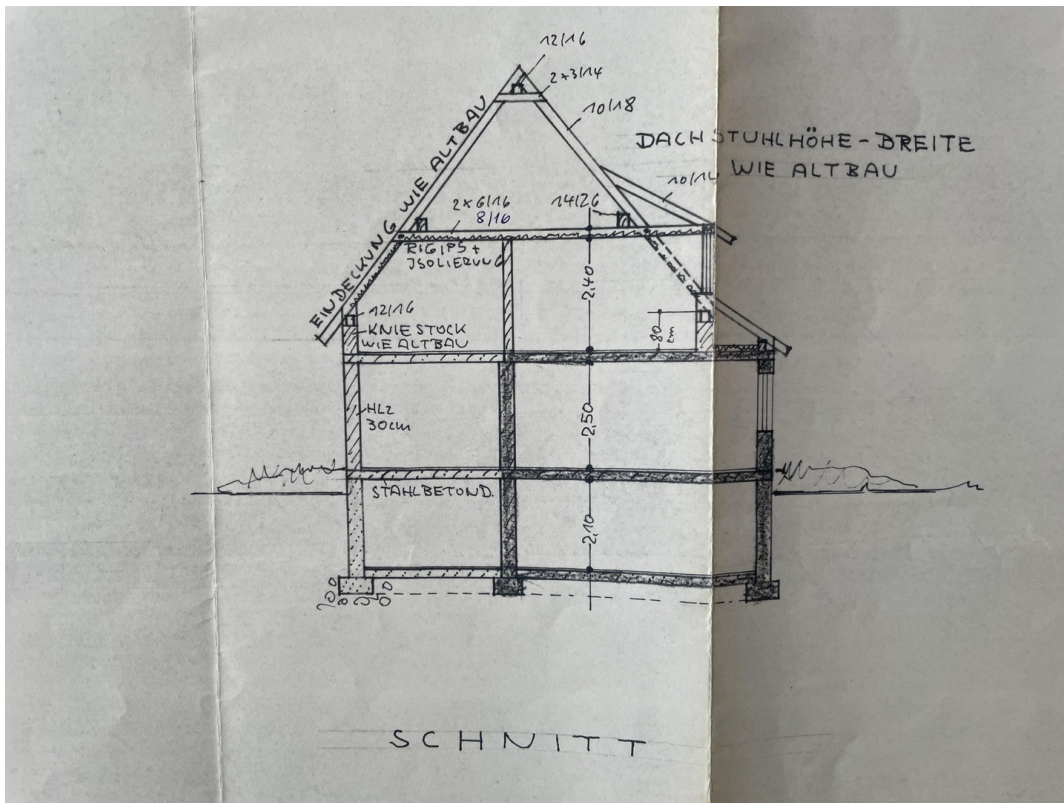 12/16
2×3/14
10/18
DACHSTUHLHÖHE-BREITE
WIE ALTBAU
EINDECKUNG WIE ALTBAU
10/14
2×6/16
8/16
14/26
RIGIPS +
ISOLIERUNG
2,40
12/16
KNIESTOCK
WIE ALTBAU
80
cm
HLZ
30cm
2,50
STAHLBETOND.
2,10
SCHNITT